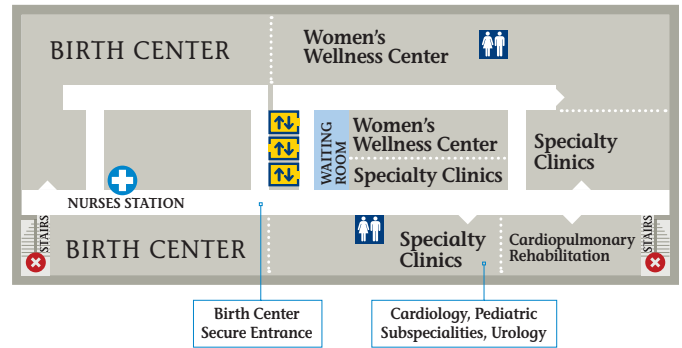 BIRTH CENTER
Women's
Wellness Center
WAITING
ROOM
Women's
Wellness Center
Specialty Clinics
Specialty
Clinics
NURSES STATION
STAIRS
BIRTH CENTER
Specialty
Clinics
Cardiopulmonary
Rehabilitation
STAIRS
Birth Center
Secure Entrance
Cardiology, Pediatric
Subspecialities, Urology